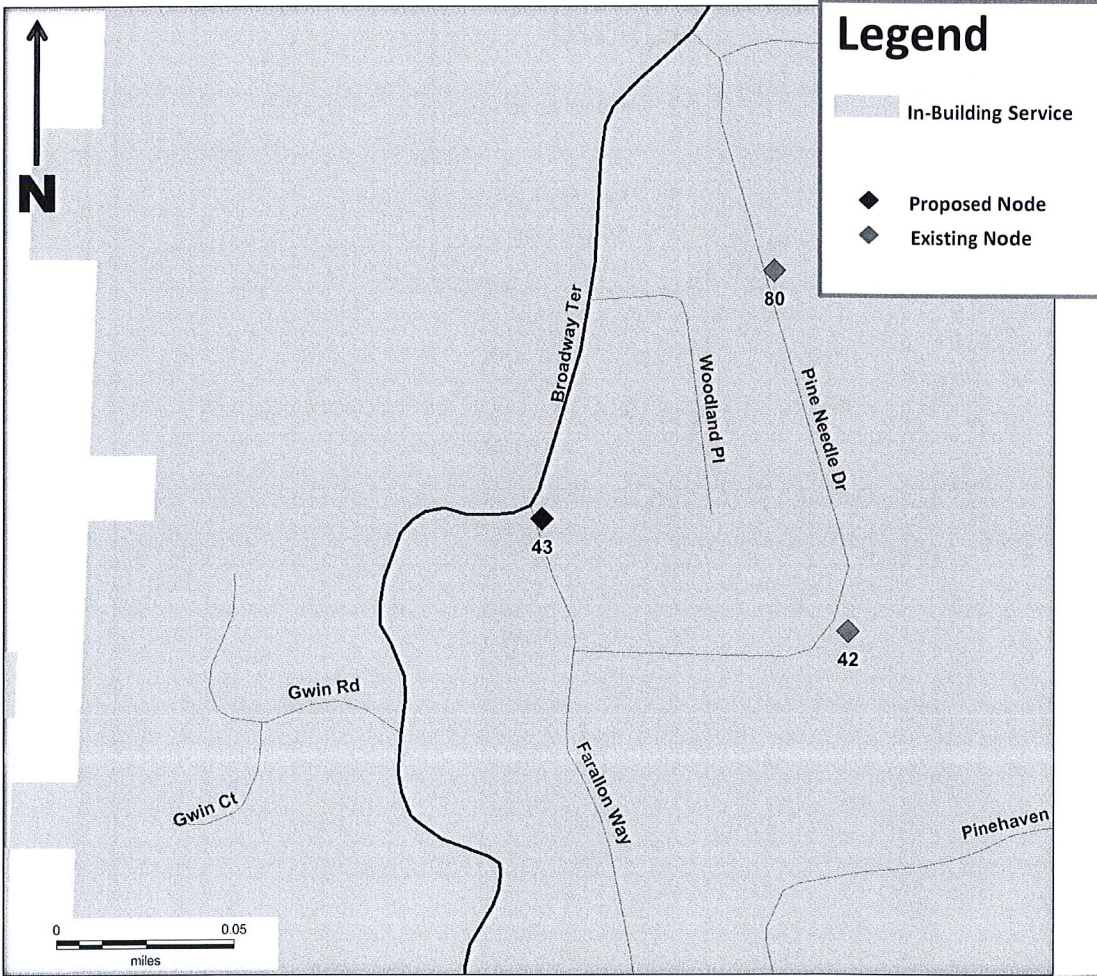 Legend
In-Building Service
Proposed Node
Existing Node
N
80
Broadway Ter
Woodland Pl
Pine Needle Dr
43
42
Gwin Rd
Gwin Ct
Farallon Way
Pinehaven
0 0.05
miles